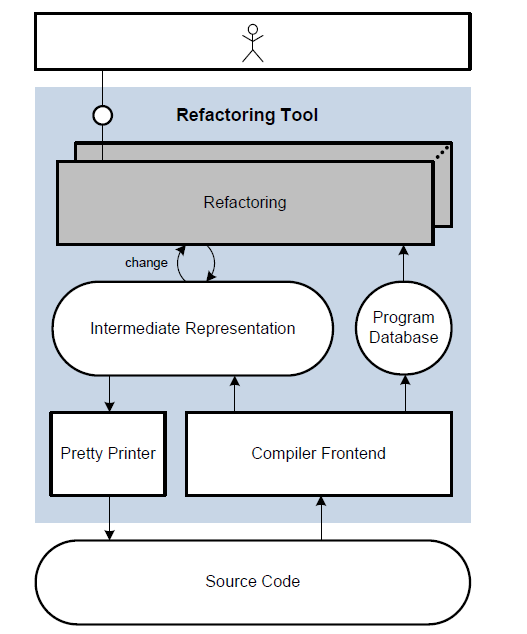 Refactoring Tool
Refactoring
change
Intermediate Representation
Program
Database
Pretty Printer
Compiler Frontend
Source Code